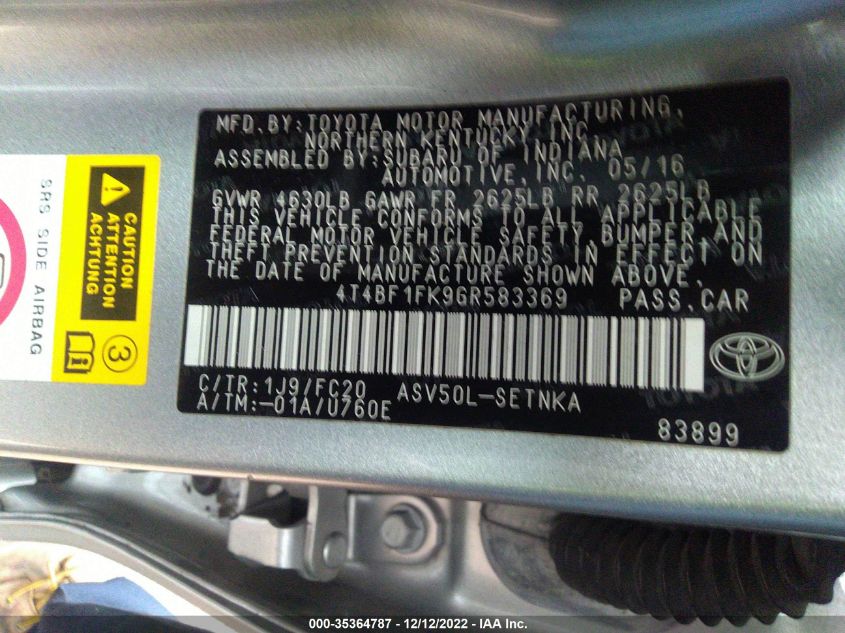 MFD. BY: TOYOTA MOTOR MANUFACTURING,
NORTHERN KENTUCKY, INC.
ASSEMBLED BY: SUBARU OF INDIANA
AUTOMOTIVE, INC. 05/16
GVWR 4630LB GAWR FR 2625LB RR 2625LB
THIS VEHICLE CONFORMS TO ALL APPLICABLE
FEDERAL MOTOR VEHICLE SAFETY, BUMPER, AND
THEFT PREVENTION STANDARDS IN EFFECT ON
THE DATE OF MANUFACTURE SHOWN ABOVE.
4T4BF1FK9GR583369 PASS. CAR
C/TR: 1J9/FC20 ASV50L-SETNKA
A/TM: -01A/U760E
83899
SRS SIDE AIRBAG
CAUTION
ATTENTION
ACHTUNG
3
000-35364787 - 12/12/2022 - IAA Inc.